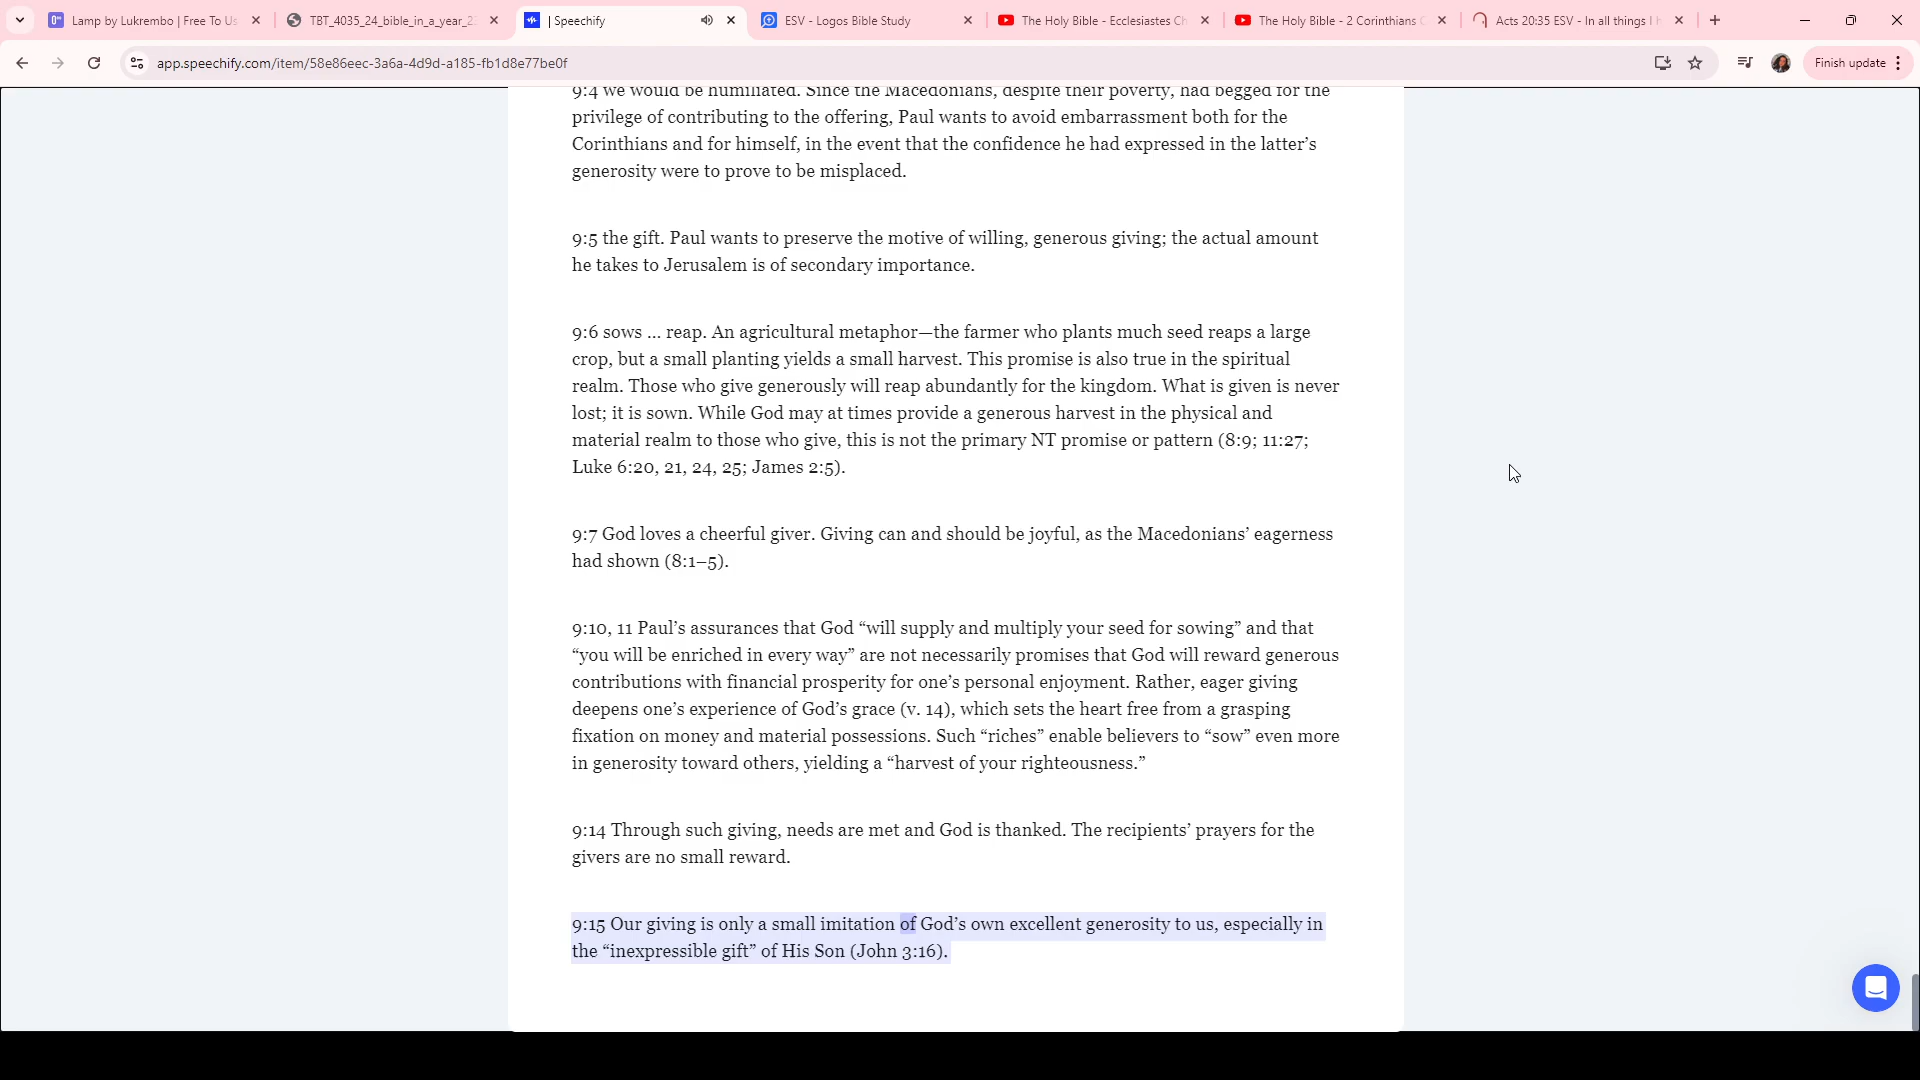 Lamp by Lukrembo | Free To Us
TBT_4035_24_bible_in_a_year_2
| Speechify
ESV - Logos Bible Study
The Holy Bible - Ecclesiastes Ch
The Holy Bible - 2 Corinthians C
Acts 20:35 ESV - In all things I h
app.speechify.com/item/58e86eec-3a6a-4d9d-a185-fb1d8e77be0f
Finish update
9:4 we would be humiliated. Since the Macedonians, despite their poverty, had begged for the
privilege of contributing to the offering, Paul wants to avoid embarrassment both for the
Corinthians and for himself, in the event that the confidence he had expressed in the latter’s
generosity were to prove to be misplaced.
9:5 the gift. Paul wants to preserve the motive of willing, generous giving; the actual amount
he takes to Jerusalem is of secondary importance.
9:6 sows ... reap. An agricultural metaphor—the farmer who plants much seed reaps a large
crop, but a small planting yields a small harvest. This promise is also true in the spiritual
realm. Those who give generously will reap abundantly for the kingdom. What is given is never
lost; it is sown. While God may at times provide a generous harvest in the physical and
material realm to those who give, this is not the primary NT promise or pattern (8:9; 11:27;
Luke 6:20, 21, 24, 25; James 2:5).
9:7 God loves a cheerful giver. Giving can and should be joyful, as the Macedonians’ eagerness
had shown (8:1–5).
9:10, 11 Paul’s assurances that God “will supply and multiply your seed for sowing” and that
“you will be enriched in every way” are not necessarily promises that God will reward generous
contributions with financial prosperity for one’s personal enjoyment. Rather, eager giving
deepens one’s experience of God’s grace (v. 14), which sets the heart free from a grasping
fixation on money and material possessions. Such “riches” enable believers to “sow” even more
in generosity toward others, yielding a “harvest of your righteousness.”
9:14 Through such giving, needs are met and God is thanked. The recipients’ prayers for the
givers are no small reward.
9:15 Our giving is only a small imitation of God’s own excellent generosity to us, especially in
the “inexpressible gift” of His Son (John 3:16).